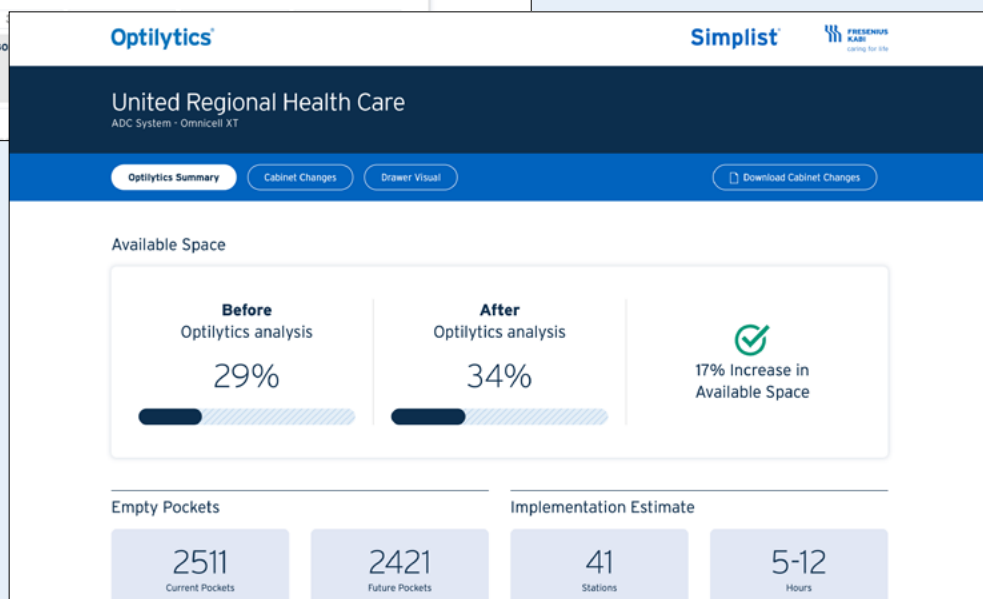 so
Optilytics®
Simplist®
FRESENIUS
KABI
caring for life
United Regional Health Care
ADC System - Omnicell XT
Optilytics Summary
Cabinet Changes
Drawer Visual
Download Cabinet Changes
Available Space
Before
Optilytics analysis
29%
After
Optilytics analysis
34%
17% Increase in
Available Space
Empty Pockets
Implementation Estimate
2511
Current Pockets
2421
Future Pockets
41
Stations
5-12
Hours